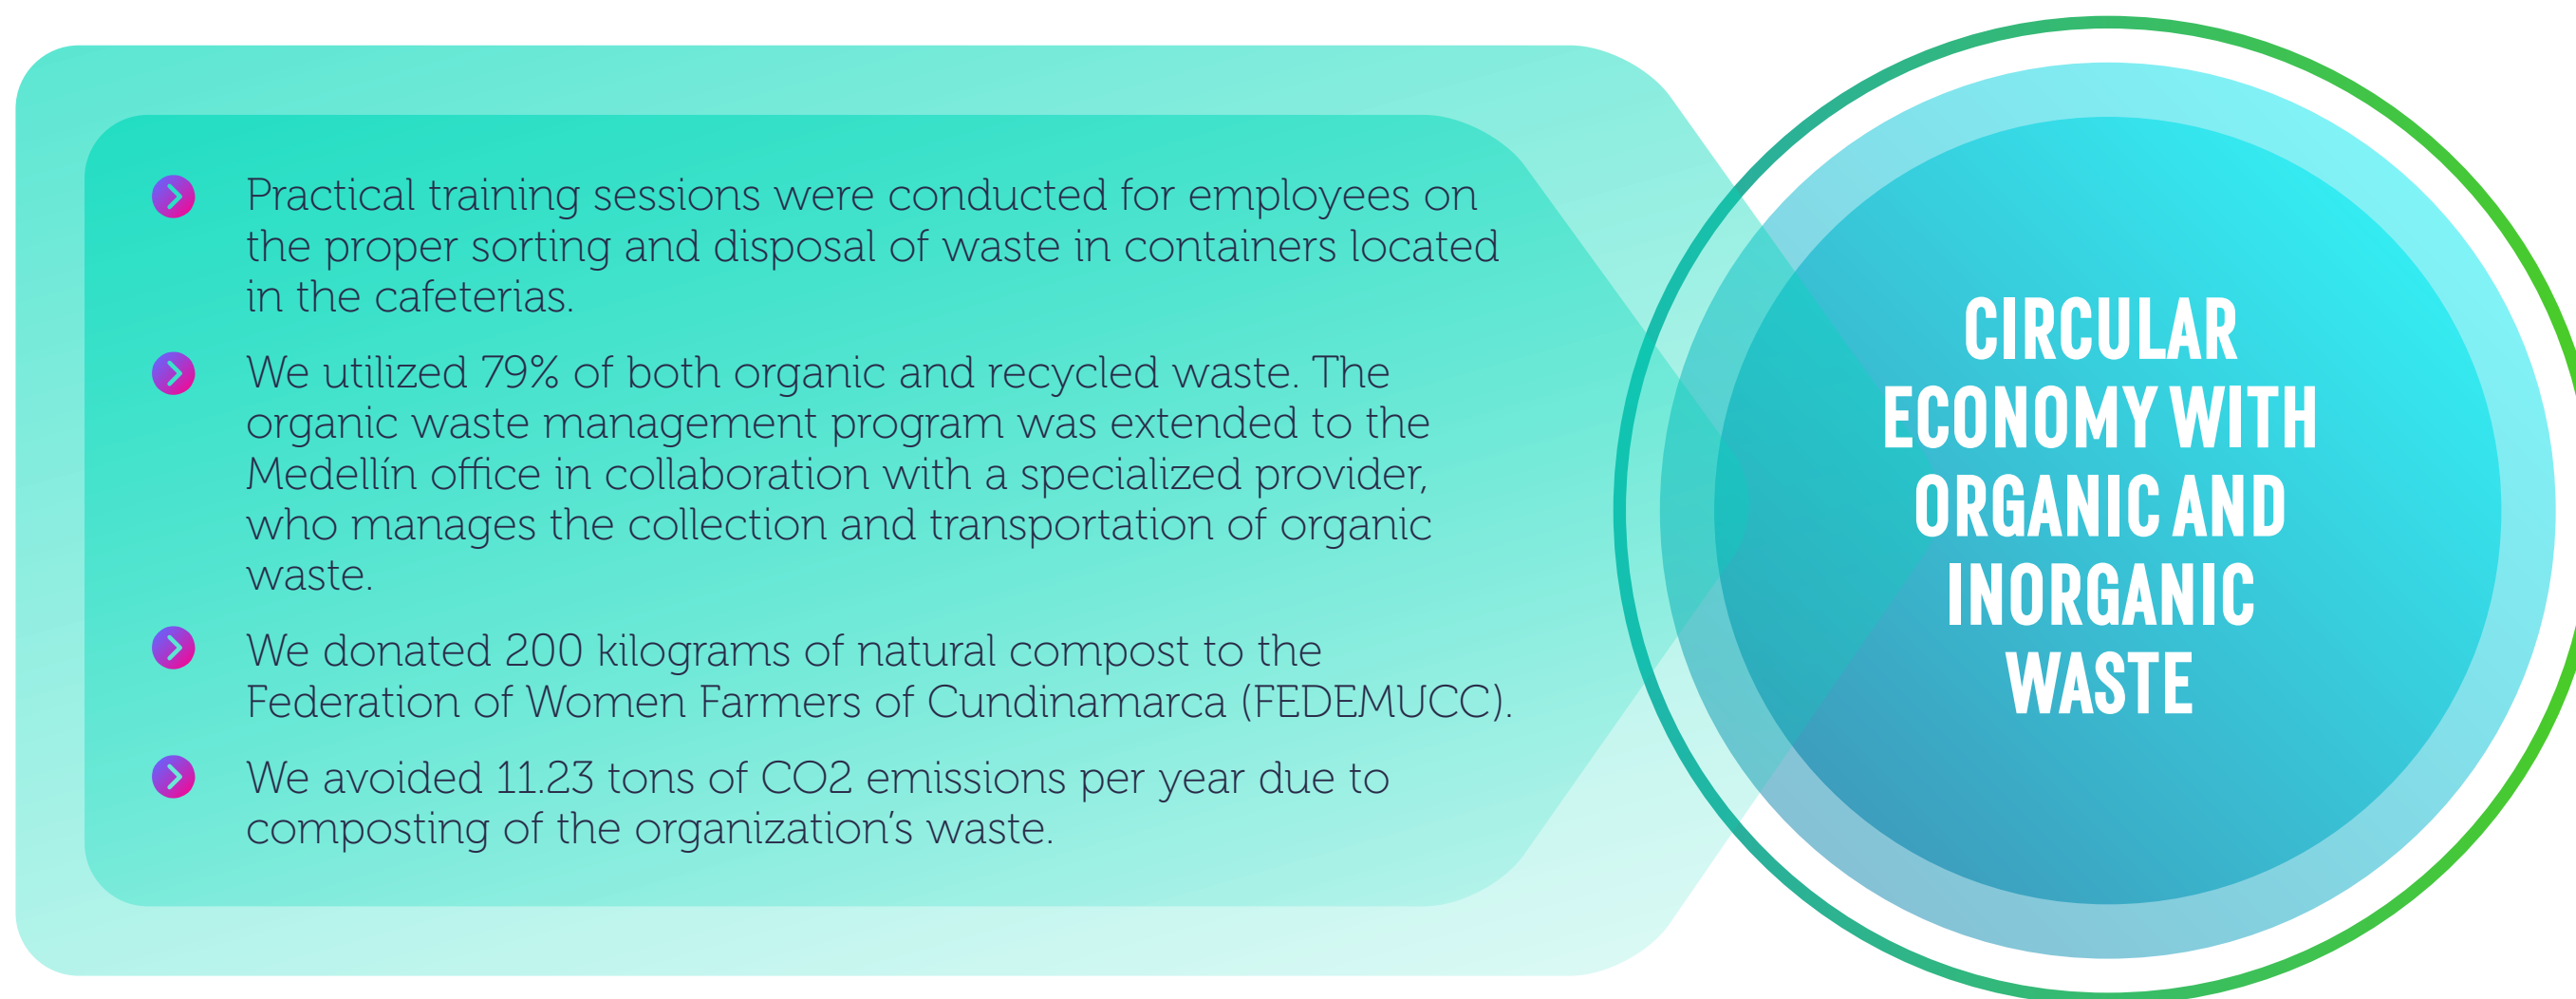 Practical training sessions were conducted for employees on
the proper sorting and disposal of waste in containers located
in the cafeterias.
We utilized 79% of both organic and recycled waste. The
organic waste management program was extended to the
Medellín office in collaboration with a specialized provider,
who manages the collection and transportation of organic
waste.
We donated 200 kilograms of natural compost to the
Federation of Women Farmers of Cundinamarca (FEDEMUCC).
We avoided 11.23 tons of CO2 emissions per year due to
composting of the organization’s waste.
CIRCULAR
ECONOMY WITH
ORGANIC AND
INORGANIC
WASTE